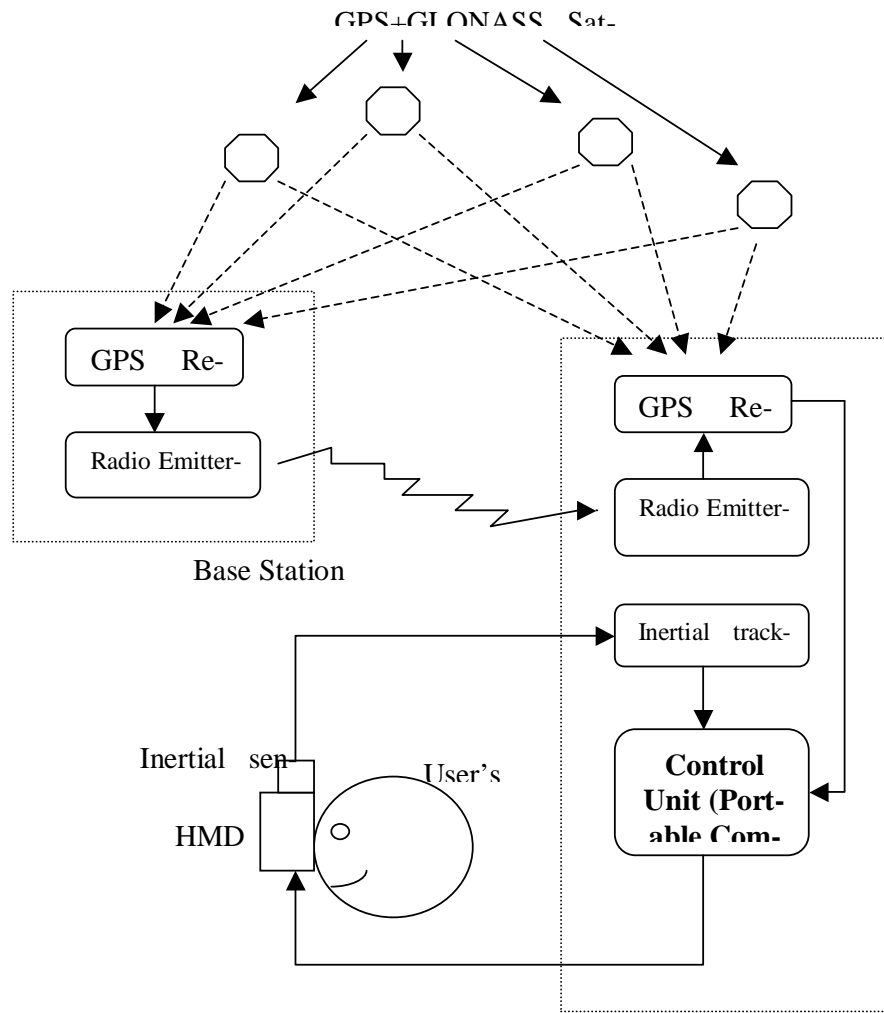 GPS+GLONASS Sat-
GPS Re-
Radio Emitter-
GPS Re-
Radio Emitter-
Base Station
Inertial track-
Inertial sen-
User's
HMD
Control
Unit (Port-
able Com-